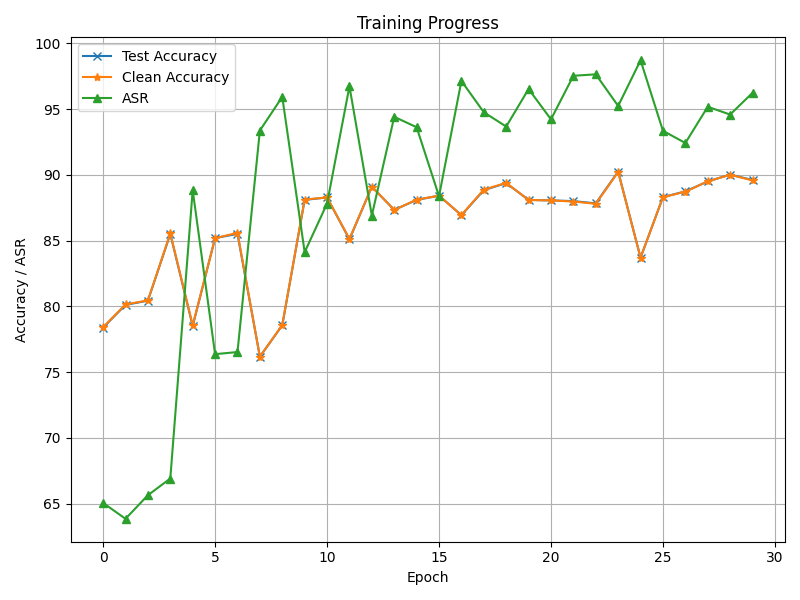 Training Progress
Test Accuracy
Clean Accuracy
ASR
Accuracy / ASR
100
95
90
85
80
75
70
65
0 5 10 15 20 25 30
Epoch